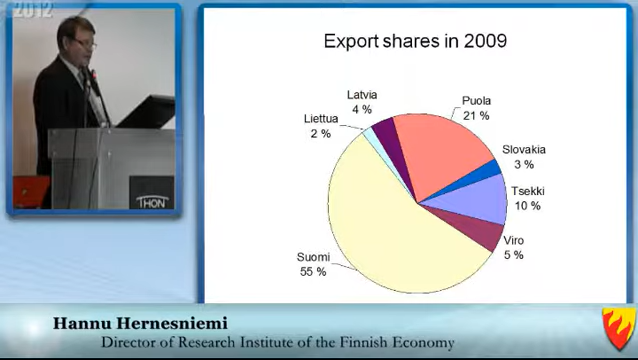 2012
Export shares in 2009
Latvia
4 %
Liettua
2 %
Puola
21 %
Slovakia
3 %
Tsekki
10 %
Viro
5 %
Suomi
55 %
THON
Hannu Hernesniemi
Director of Research Institute of the Finnish Economy